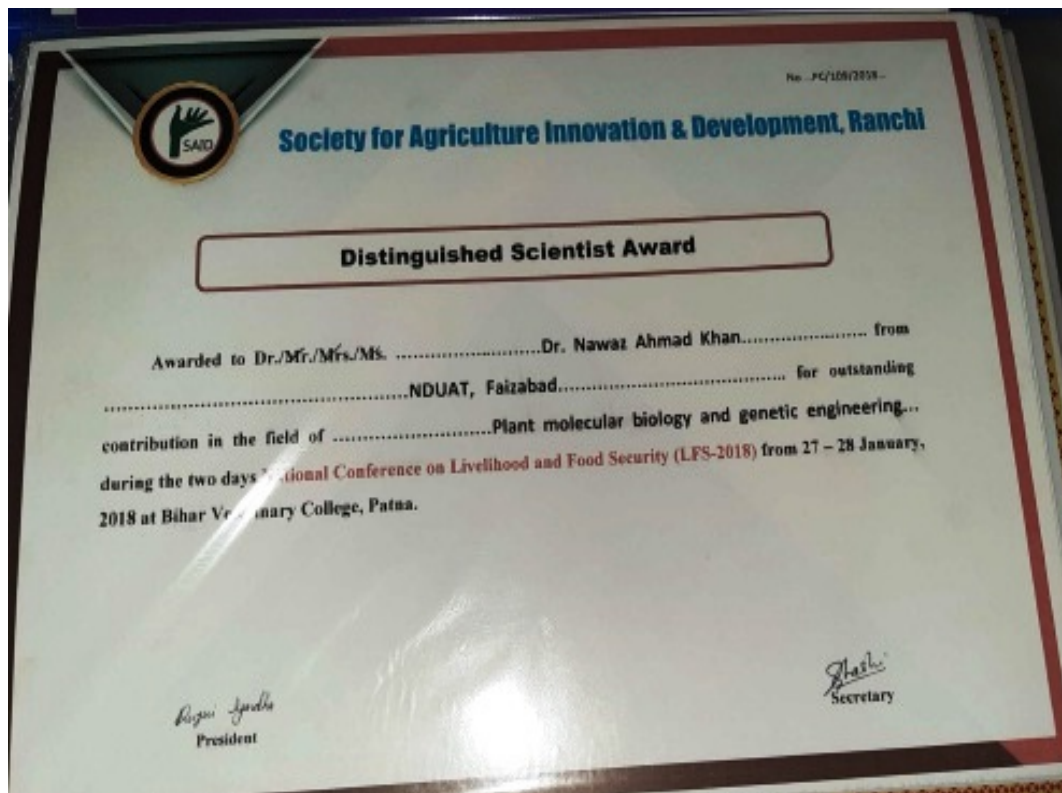 No...PC/109/2018...
SAID
Society for Agriculture Innovation & Development, Ranchi
Distinguished Scientist Award
Awarded to Dr./Mr./Mrs./Ms. ........................Dr. Nawaz Ahmad Khan..................... from
..................................................NDUAT, Faizabad..................................... for outstanding
contribution in the field of ..........................Plant molecular biology and genetic engineering...
during the two days Conference on Livelihood and Food Security (LFS-2018) from 27 – 28 January,
2018 at Bihar College, Patna.
Shashi
Secretary
President